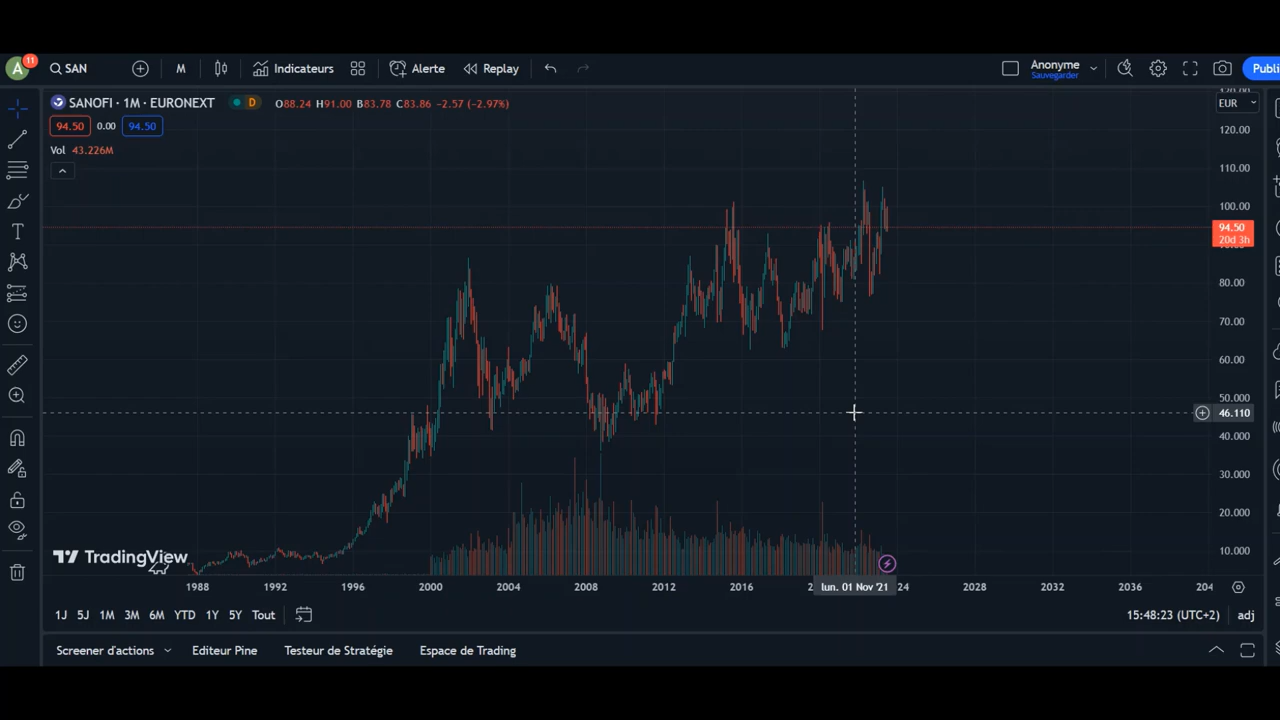 A 11 SAN M Indicateurs Alerte Replay Anonyme Sauvegarder Publi
SANOFI · 1M · EURONEXT D O88.24 H91.00 B83.78 C83.86 −2.57 (−2.97%) EUR
94.50 0.00 94.50
Vol 43.226M
120.00
110.00
100.00
94.50
20d 3h
80.00
70.00
60.00
50.000
46.110
40.000
30.000
20.000
10.000
TradingView
1988 1992 1996 2000 2004 2008 2012 2016 lun. 01 Nov '21 24 2028 2032 2036 204
1J 5J 1M 3M 6M YTD 1Y 5Y Tout 15:48:23 (UTC+2) adj
Screener d'actions Editeur Pine Testeur de Stratégie Espace de Trading